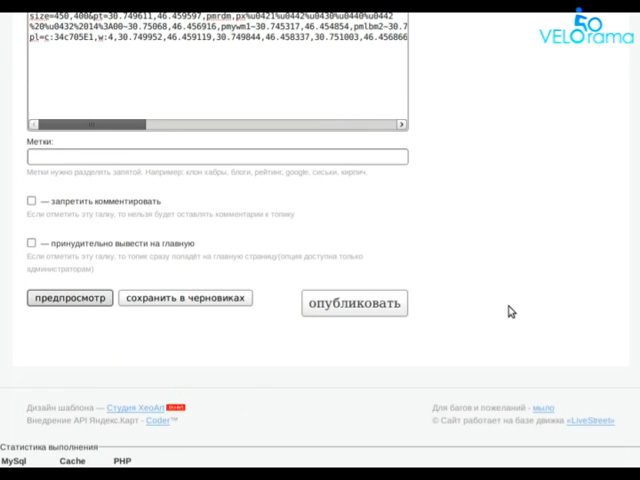 size=450,400&pt=30.749611,46.459597,pmrdm,px%u0421%u0442%u0430%u0440%u0442
%20%u0432%2014%3A00~30.75068,46.456916,pmywm1~30.745317,46.454854,pmlbm2~30.7
pl=c:34c705E1,w:4,30.749952,46.459119,30.749844,46.458337,30.751003,46.456866
VELOrama
Метки:
Метки нужно разделять запятой. Например: клон хабры, блоги, рейтинг, google, сиськи, кирпич.
— запретить комментировать
Если отметить эту галку, то нельзя будет оставлять комментарии к топику
— принудительно вывести на главную
Если отметить эту галку, то топик сразу попадёт на главную страницу(опция доступна только
администраторам)
предпросмотр
сохранить в черновиках
опубликовать
Дизайн шаблона — Студия XeoArt
Внедрение API Яндекс.Карт - Coder™
Для багов и пожеланий - мыло
© Сайт работает на базе движка «LiveStreet»
Статистика выполнения
MySql Cache PHP